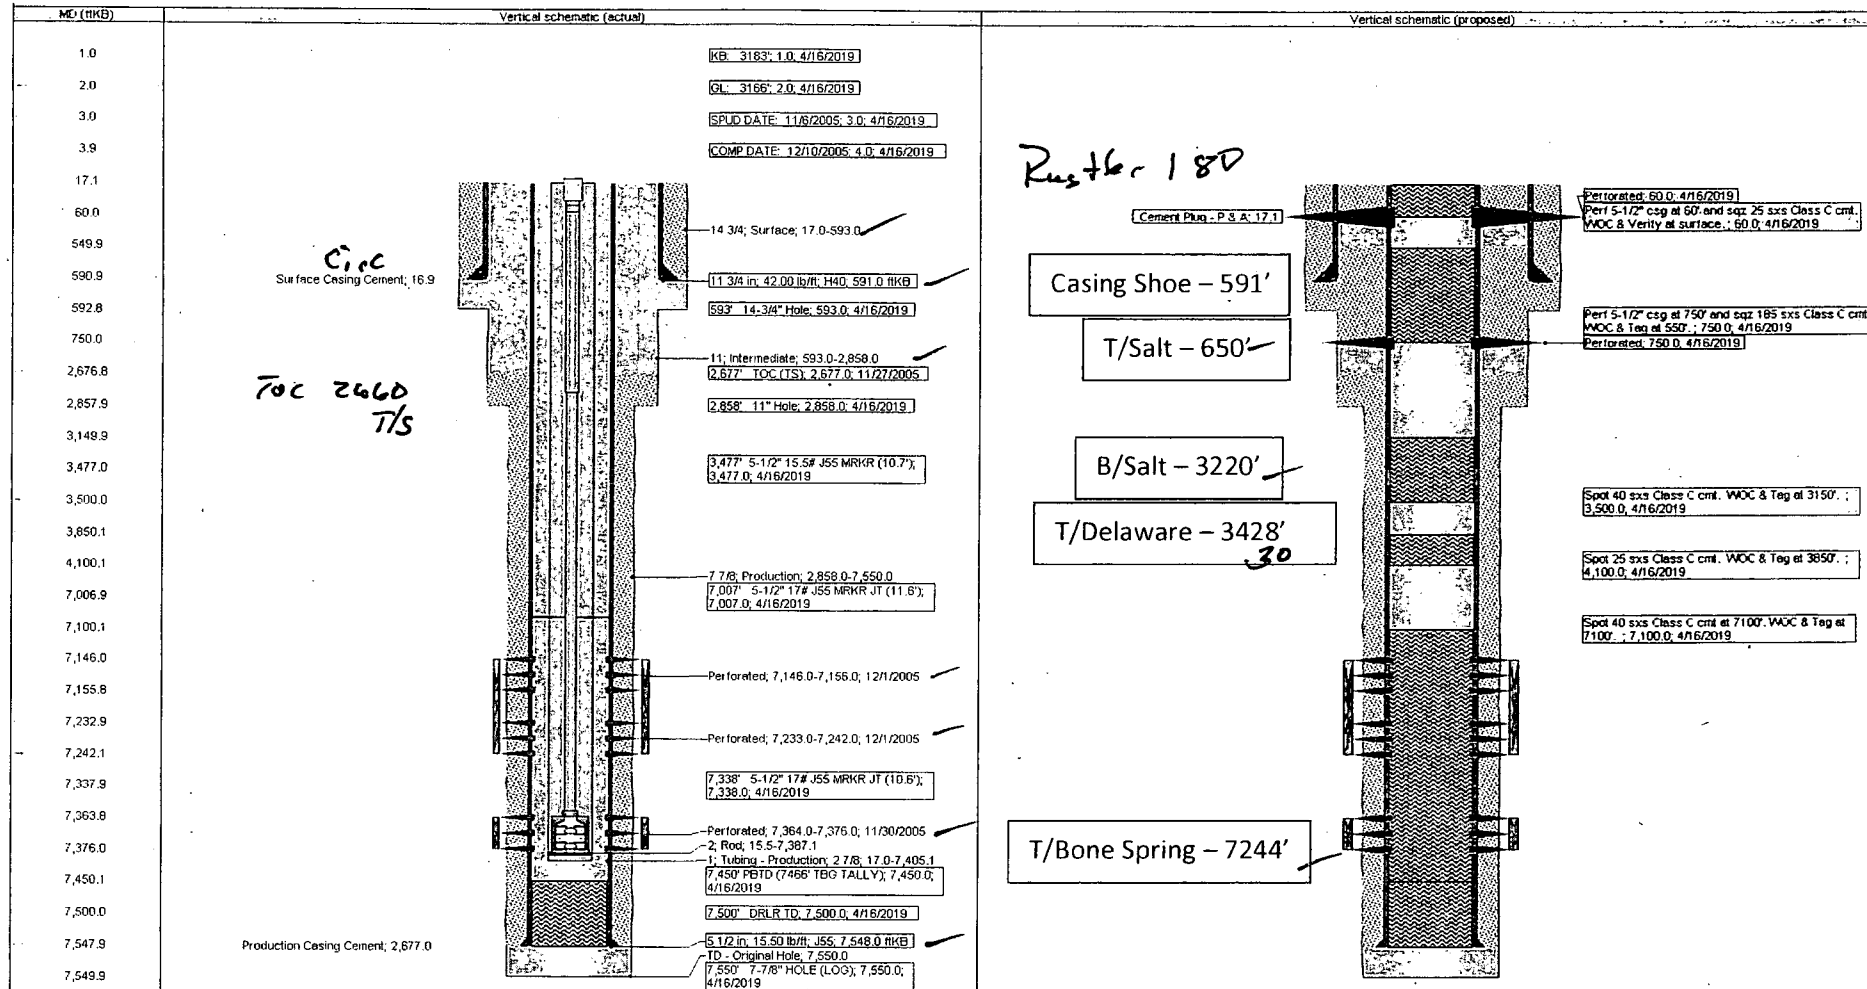 MD (ftKB)
Vertical schematic (actual)
Vertical schematic (proposed)
1.0
2.0
3.0
3.9
17.1
60.0
549.9
590.9
592.8
750.0
2,676.8
2,857.9
3,149.9
3,477.0
3,500.0
3,850.1
4,100.1
7,006.9
7,100.1
7,146.0
7,155.8
7,232.9
7,242.1
7,337.9
7,363.8
7,376.0
7,450.1
7,500.0
7,547.9
7,549.9
Circ
Surface Casing Cement; 16.9
TOC 2660
T/S
Production Casing Cement; 2,677.0
KB: 3183'; 1.0; 4/16/2019
GL: 3166'; 2.0; 4/16/2019
SPUD DATE: 11/6/2005; 3.0; 4/16/2019
COMP DATE: 12/10/2005; 4.0; 4/16/2019
14 3/4; Surface; 17.0-593.0
11 3/4 in; 42.00 lb/ft; H40; 591.0 ftKB
593' 14-3/4" Hole; 593.0; 4/16/2019
11; Intermediate; 593.0-2,858.0
2,677' TOC (TS); 2,677.0; 11/27/2005
2,858' 11" Hole; 2,858.0; 4/16/2019
3,477' 5-1/2" 15.5# J55 MRKR (10.7');
3,477.0; 4/16/2019
7 7/8; Production; 2,858.0-7,550.0
7,007' 5-1/2" 17# J55 MRKR JT (11.6');
7,007.0; 4/16/2019
Perforated; 7,146.0-7,156.0; 12/1/2005
Perforated; 7,233.0-7,242.0; 12/1/2005
7,338' 5-1/2" 17# J55 MRKR JT (10.6');
7,338.0; 4/16/2019
Perforated; 7,364.0-7,376.0; 11/30/2005
2; Rod; 15.5-7,387.1
1; Tubing - Production; 2 7/8; 17.0-7,405.1
7,450' PBTD (7466' TBG TALLY); 7,450.0;
4/16/2019
7,500' DRLR TD; 7,500.0; 4/16/2019
5 1/2 in; 15.50 lb/ft; J55; 7,548.0 ftKB
TD - Original Hole; 7,550.0
7,550' 7-7/8" HOLE (LOG); 7,550.0;
4/16/2019
Rustler 180
Cement Plug - P & A; 17.1
Casing Shoe – 591'
T/Salt – 650'
B/Salt – 3220'
T/Delaware – 3428'
30
T/Bone Spring – 7244'
Perforated; 60.0; 4/16/2019
Perf 5-1/2" csg at 60' and sqz 25 sxs Class C cmt.
WOC & Verity at surface. ; 60.0; 4/16/2019
Perf 5-1/2" csg at 750' and sqz 185 sxs Class C cmt
WOC & Tag at 550'. ; 750.0; 4/16/2019
Perforated; 750.0; 4/16/2019
Spot 40 sxs Class C cmt. WOC & Tag at 3150'. ;
3,500.0; 4/16/2019
Spot 25 sxs Class C cmt. WOC & Tag at 3850'. ;
4,100.0; 4/16/2019
Spot 40 sxs Class C cmt at 7100'. WOC & Tag at
7100'. ; 7,100.0; 4/16/2019